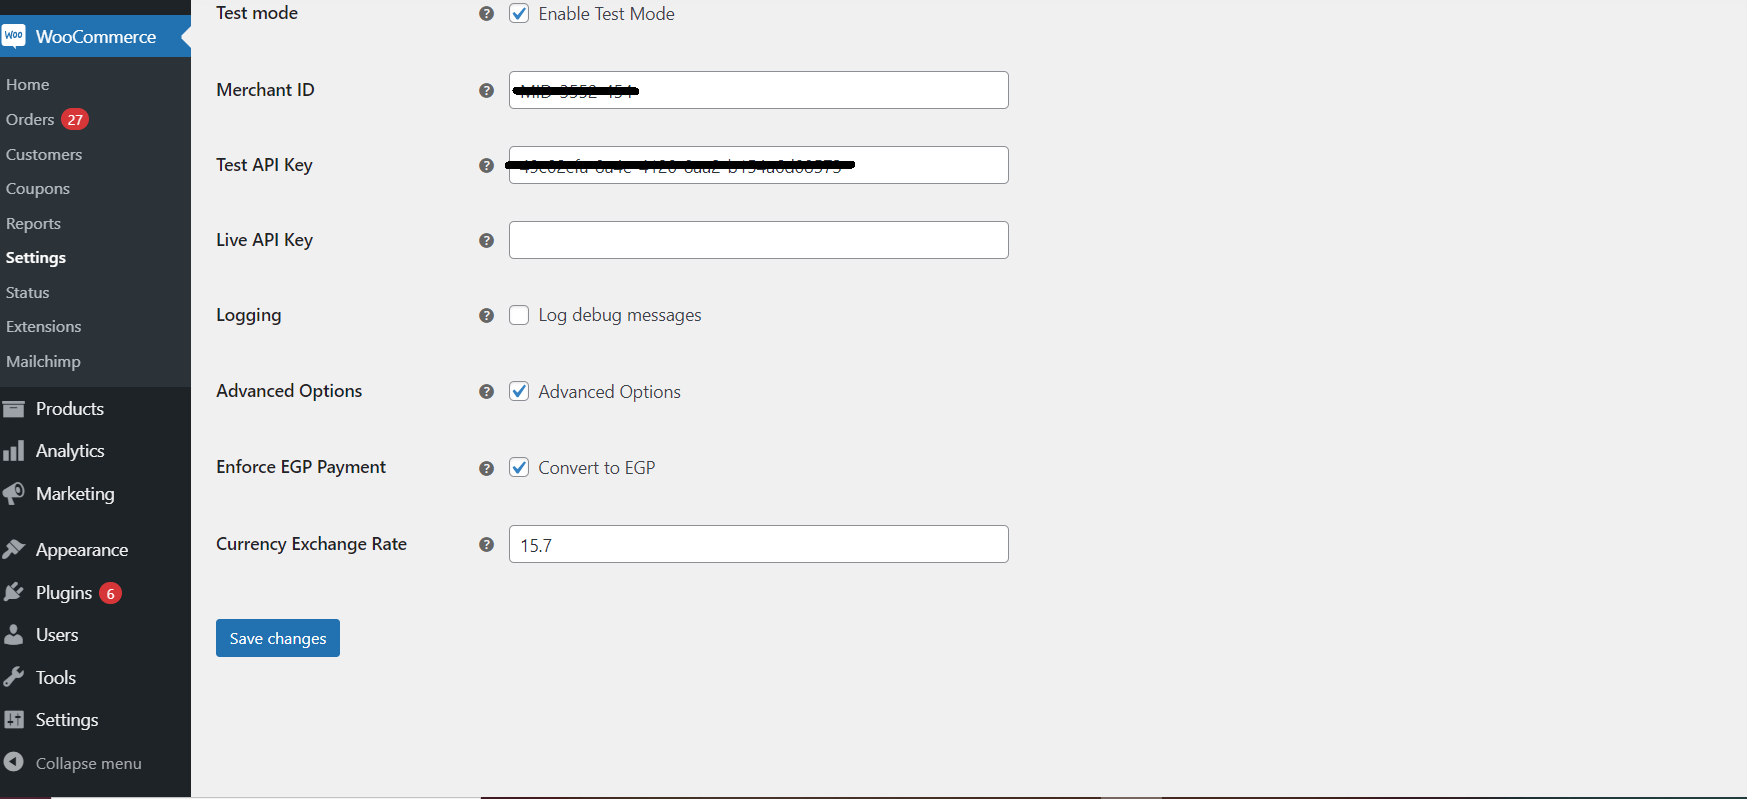 Woo WooCommerce
Home
Orders 27
Customers
Coupons
Reports
Settings
Status
Extensions
Mailchimp
Products
Analytics
Marketing
Appearance
Plugins 6
Users
Tools
Settings
Collapse menu
Test mode ? Enable Test Mode
Merchant ID ?
Test API Key ?
Live API Key ?
Logging ? Log debug messages
Advanced Options ? Advanced Options
Enforce EGP Payment ? Convert to EGP
Currency Exchange Rate ? 15.7
Save changes